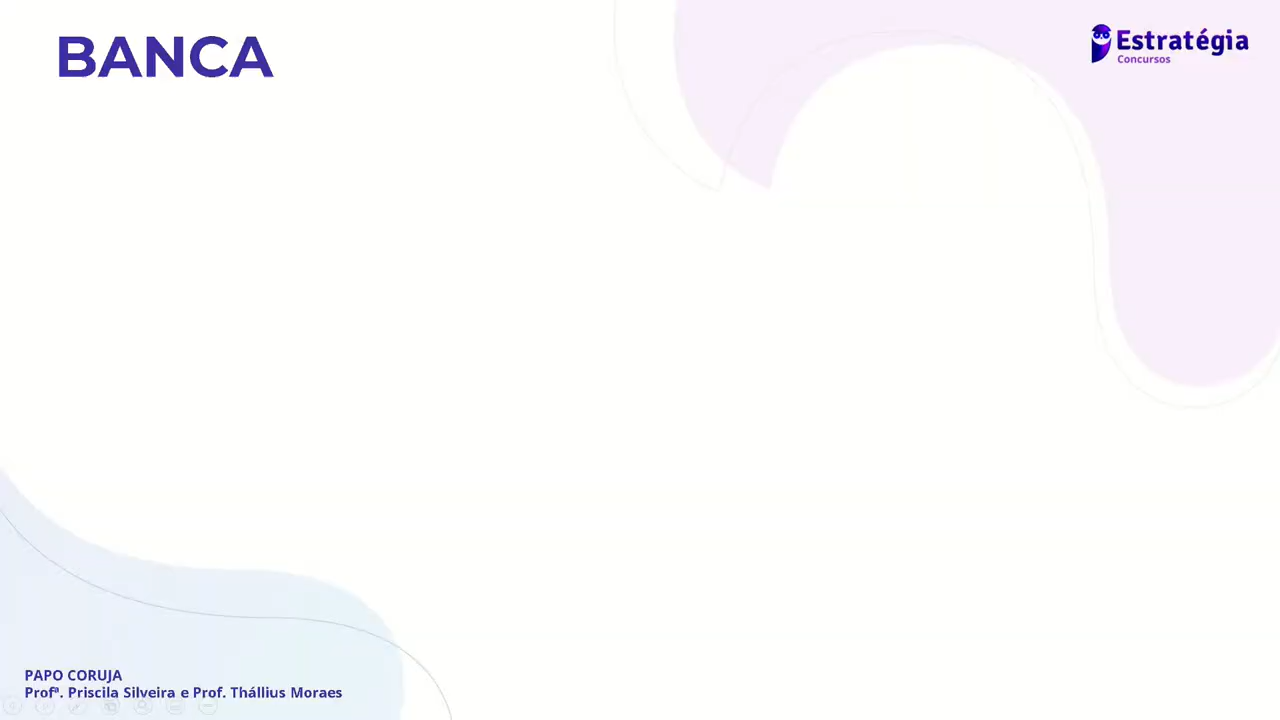 BANCA
Estratégia
Concursos
PAPO CORUJA
Profª. Priscila Silveira e Prof. Thállius Moraes